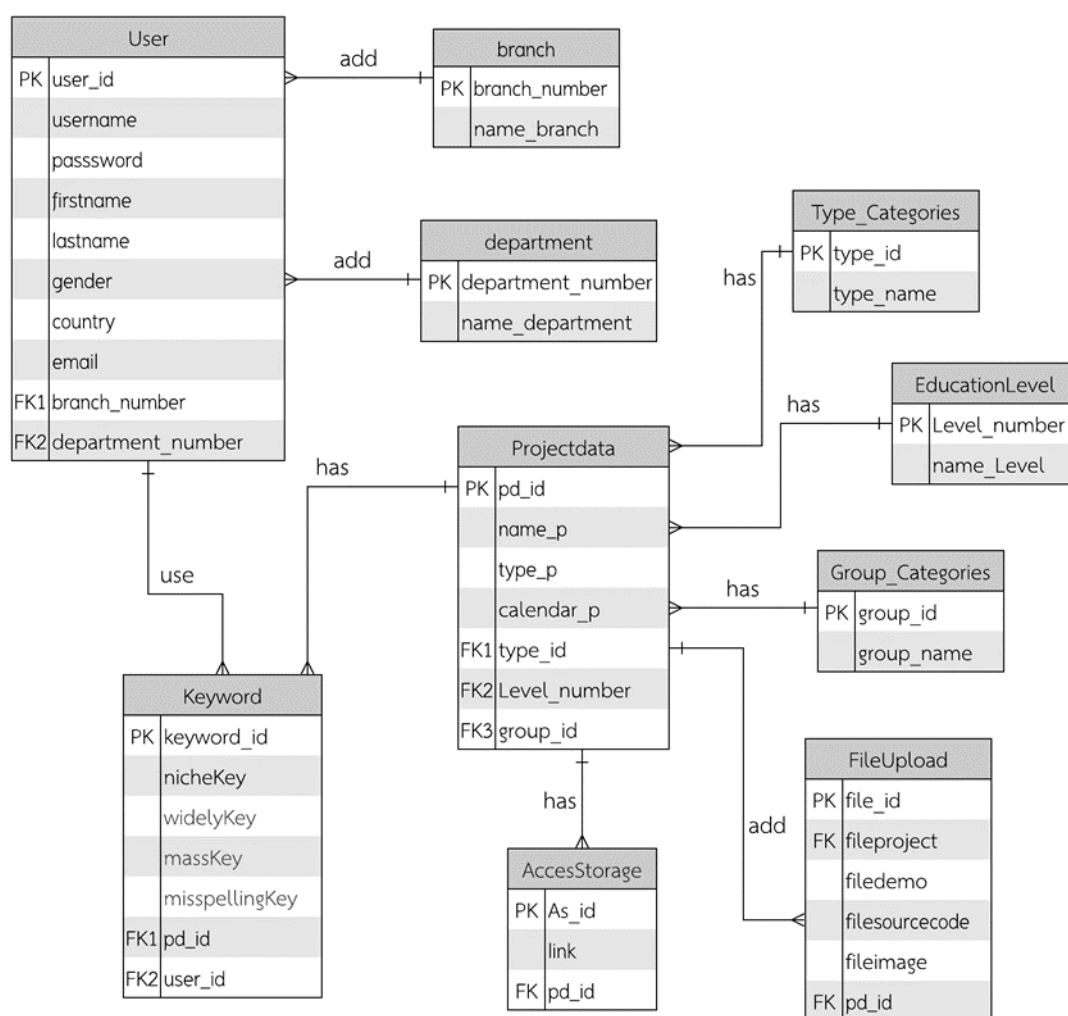 User
PK user_id
username
passsword
firstname
lastname
gender
country
email
FK1 branch_number
FK2 department_number
add
branch
PK branch_number
name_branch
add
department
PK department_number
name_department
Type_Categories
PK type_id
type_name
has
EducationLevel
PK Level_number
name_Level
has
Projectdata
PK pd_id
name_p
type_p
calendar_p
FK1 type_id
FK2 Level_number
FK3 group_id
has
use
has
Group_Categories
PK group_id
group_name
Keyword
PK keyword_id
nicheKey
widelyKey
massKey
misspellingKey
FK1 pd_id
FK2 user_id
has
AccesStorage
PK As_id
link
FK pd_id
add
FileUpload
PK file_id
FK fileproject
filedemo
filesourcecode
fileimage
FK pd_id